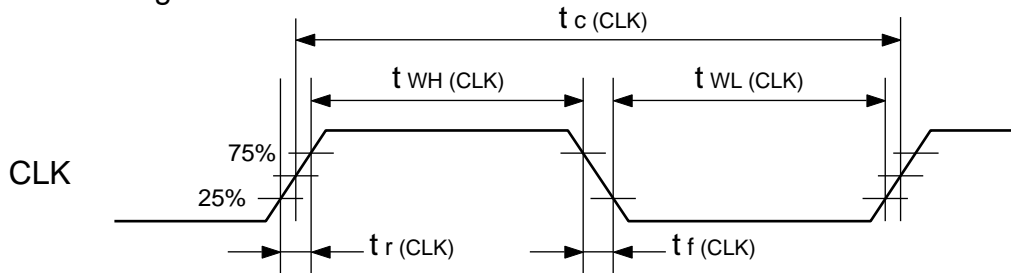 t c (CLK)
t WH (CLK)
t WL (CLK)
75%
CLK
25%
t r (CLK)
t f (CLK)